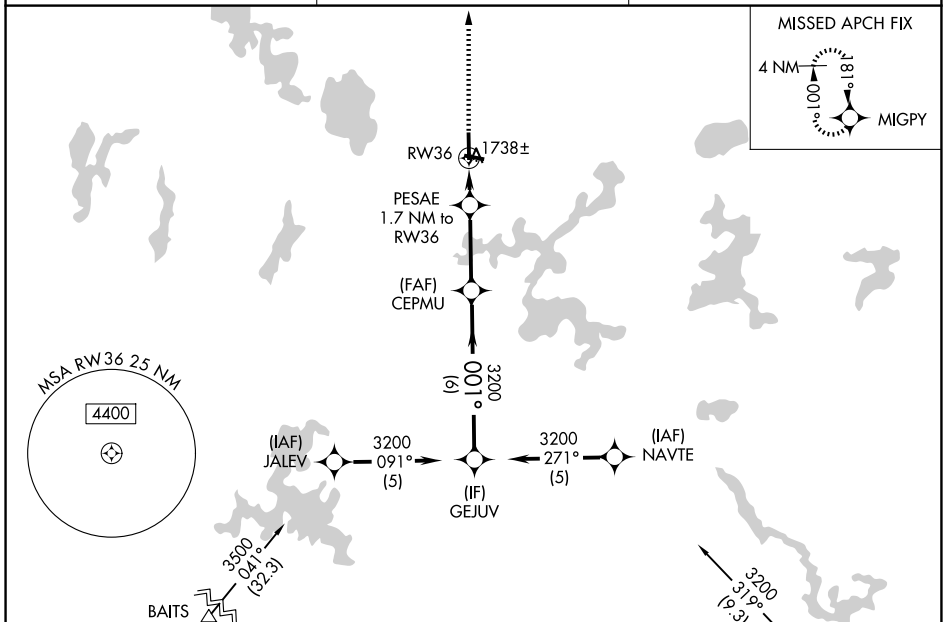 MISSED APCH FIX
4 NM
181°
001°
MIGPY
RW36
1738±
PESAE
1.7 NM to
RW36
(FAF)
CEPMU
3200
001°
(6)
MSA RW36 25 NM
4400
(IAF)
JALEV
3200
091°
(5)
(IF)
GEJUV
3200
271°
(5)
(IAF)
NAVTE
3500
041°
(32.3)
BAITS
3200
319°
(9.3)